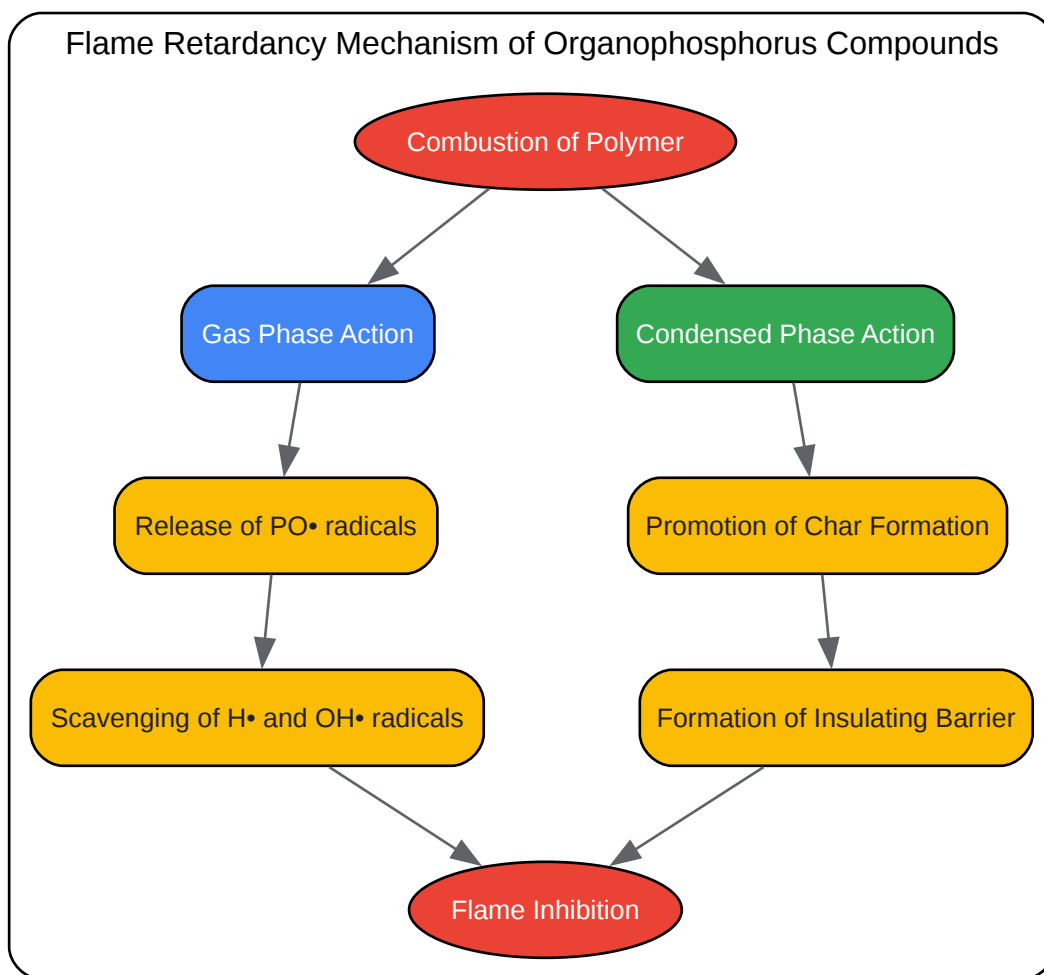 Flame Retardancy Mechanism of Organophosphorus Compounds
Combustion of Polymer
Gas Phase Action
Condensed Phase Action
Release of PO• radicals
Promotion of Char Formation
Scavenging of H• and OH• radicals
Formation of Insulating Barrier
Flame Inhibition